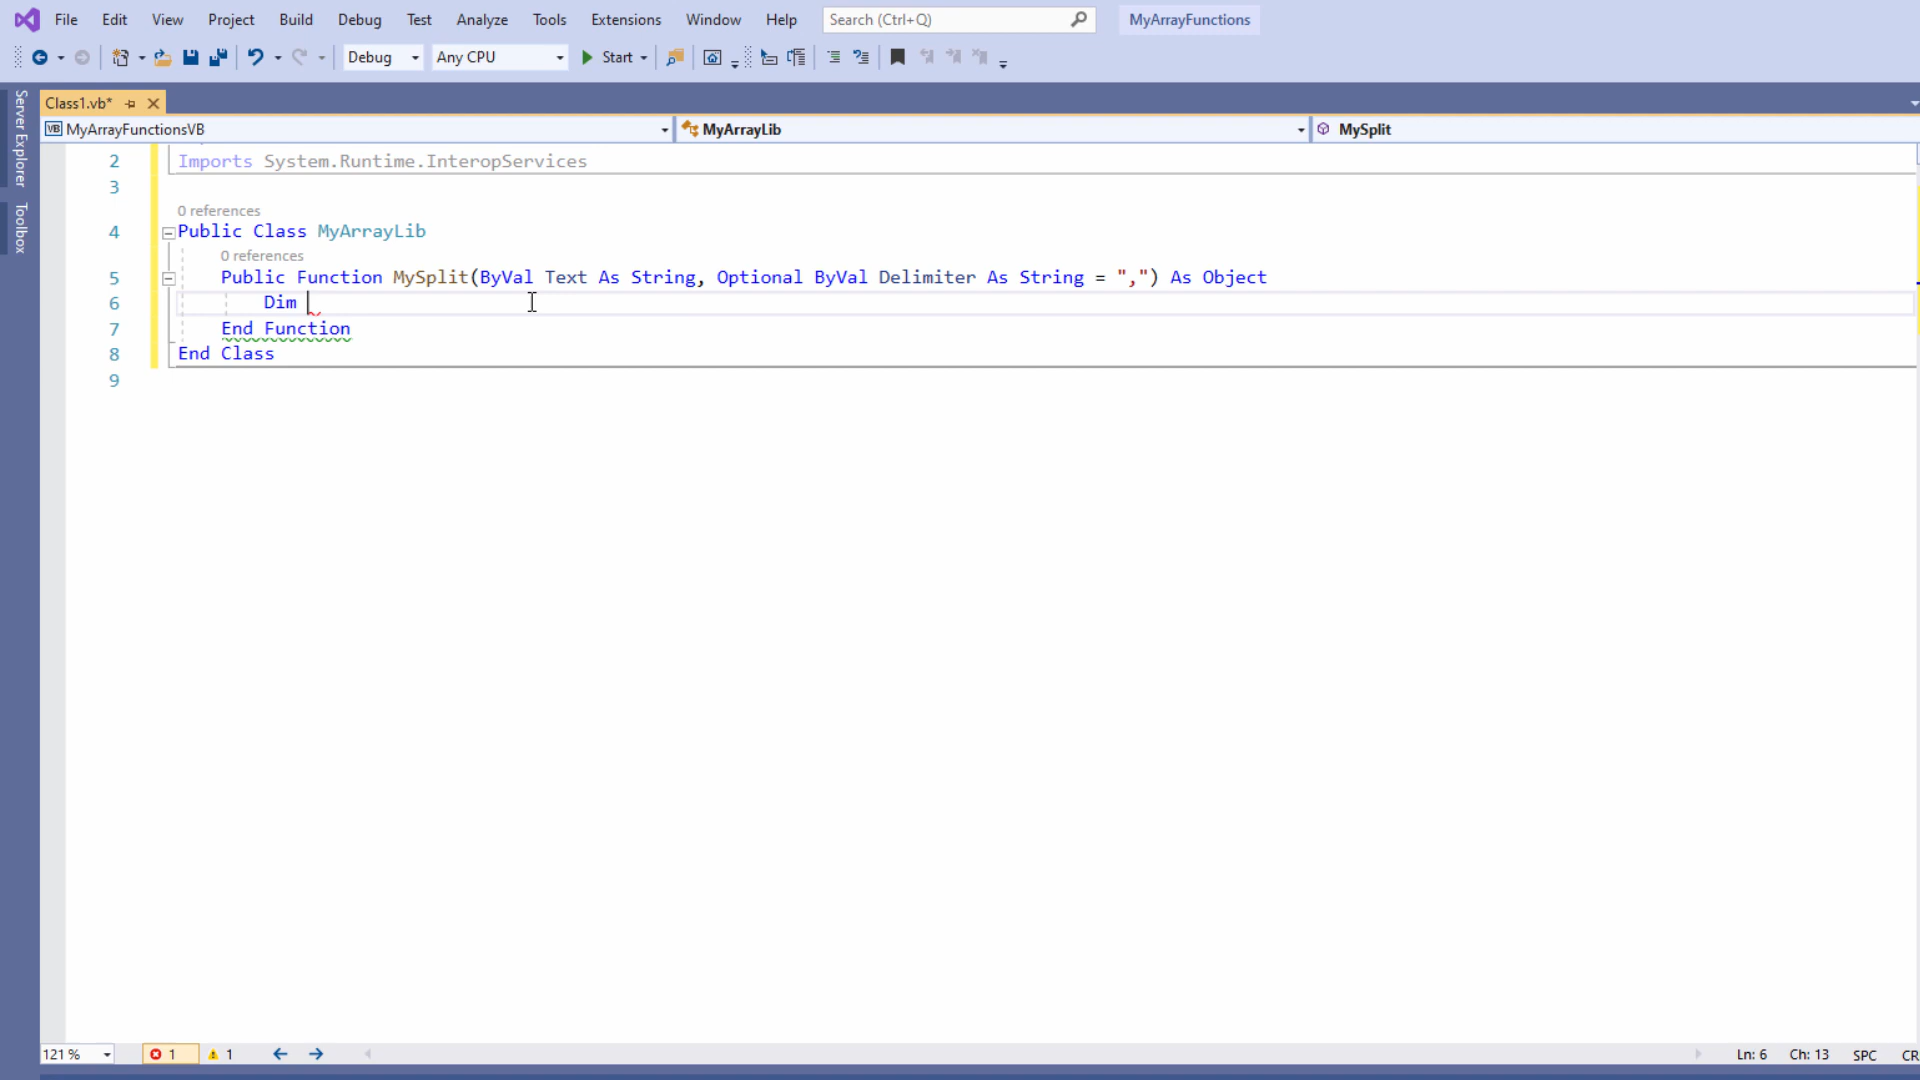 File Edit View Project Build Debug Test Analyze Tools Extensions Window Help Search (Ctrl+Q) MyArrayFunctions
Debug Any CPU Start
Server Explorer
Toolbox
Class1.vb*
VB MyArrayFunctionsVB MyArrayLib MySplit
2 Imports System.Runtime.InteropServices
3
0 references
4 Public Class MyArrayLib
0 references
5 Public Function MySplit(ByVal Text As String, Optional ByVal Delimiter As String = ",") As Object
6 Dim
7 End Function
8 End Class
9
121 % 1 1 Ln: 6 Ch: 13 SPC CR